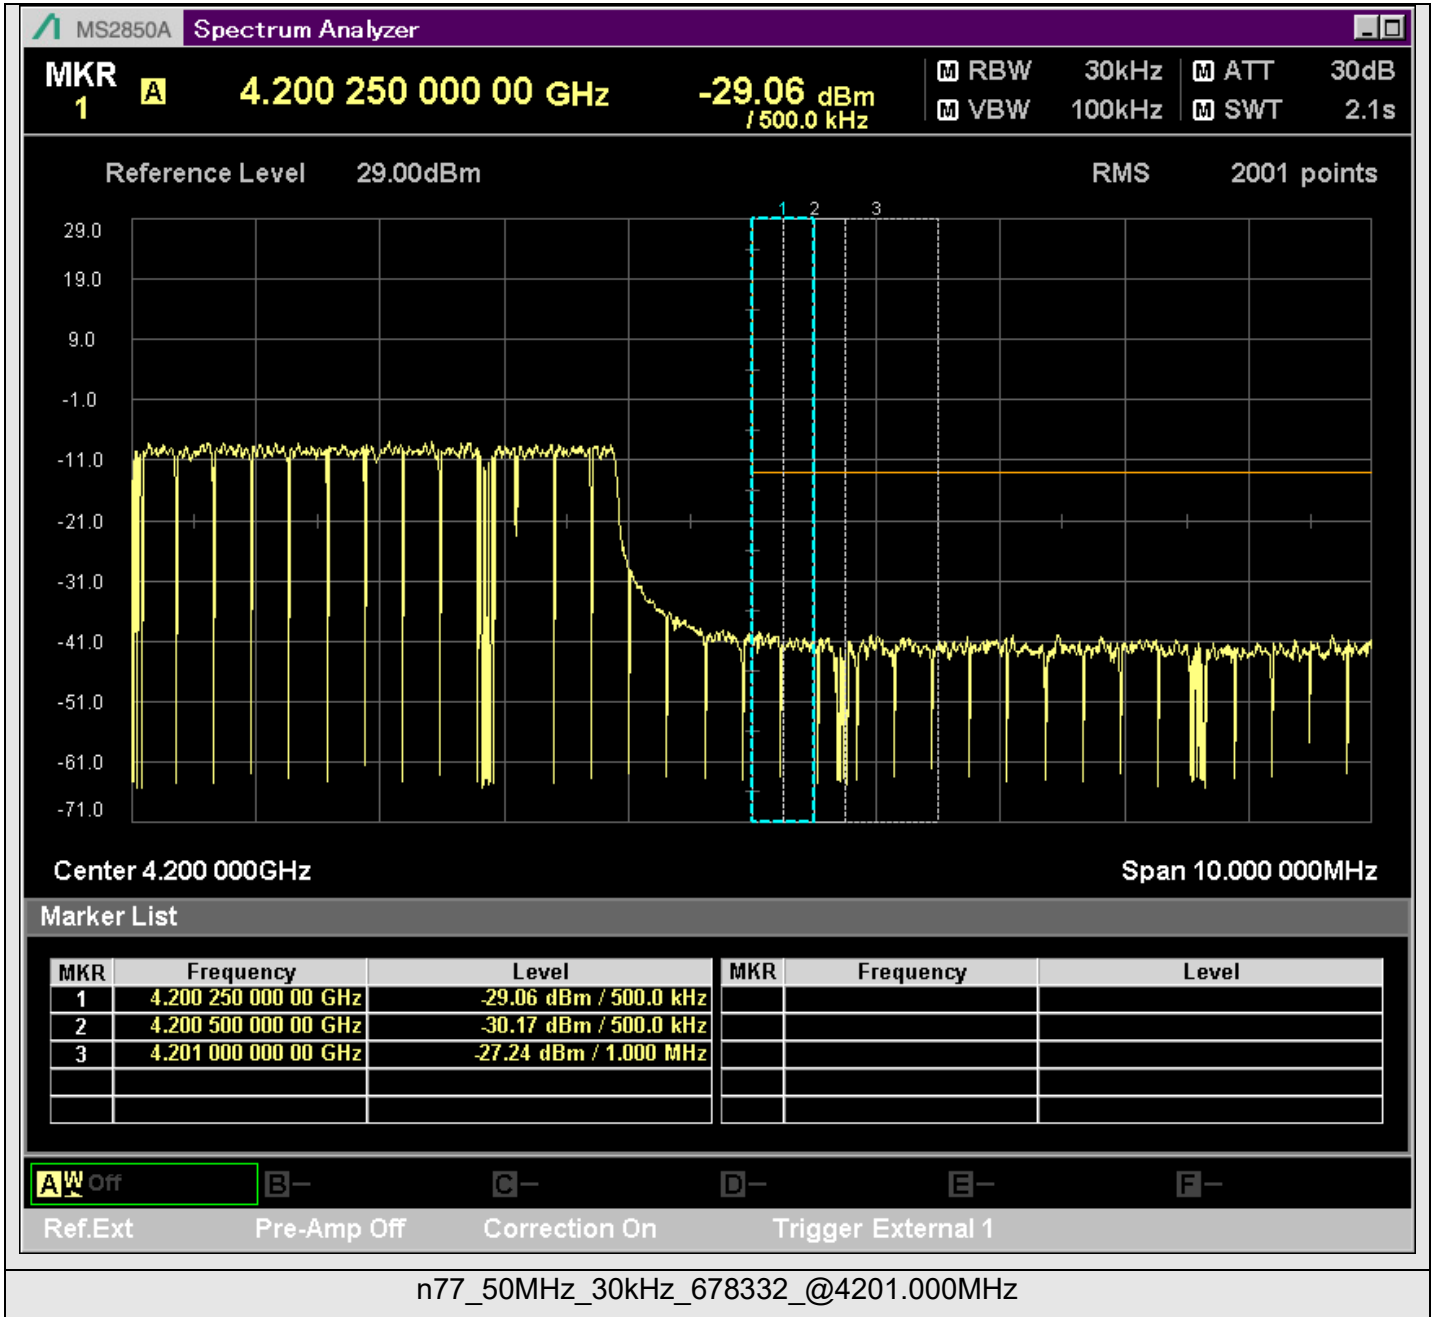 MS2850A Spectrum Analyzer
MKR 1 A 4.200 250 000 00 GHz -29.06 dBm / 500.0 kHz
M RBW 30kHz M ATT 30dB
M VBW 100kHz M SWT 2.1s
Reference Level 29.00dBm RMS 2001 points
1 2 3
29.0
19.0
9.0
-1.0
-11.0
-21.0
-31.0
-41.0
-51.0
-61.0
-71.0
Center 4.200 000GHz Span 10.000 000MHz
Marker List
MKR Frequency Level MKR Frequency Level
1 4.200 250 000 00 GHz -29.06 dBm / 500.0 kHz
2 4.200 500 000 00 GHz -30.17 dBm / 500.0 kHz
3 4.201 000 000 00 GHz -27.24 dBm / 1.000 MHz
A W Off B – C – D – E – F –
Ref.Ext Pre-Amp Off Correction On Trigger External 1
n77_50MHz_30kHz_678332_@4201.000MHz